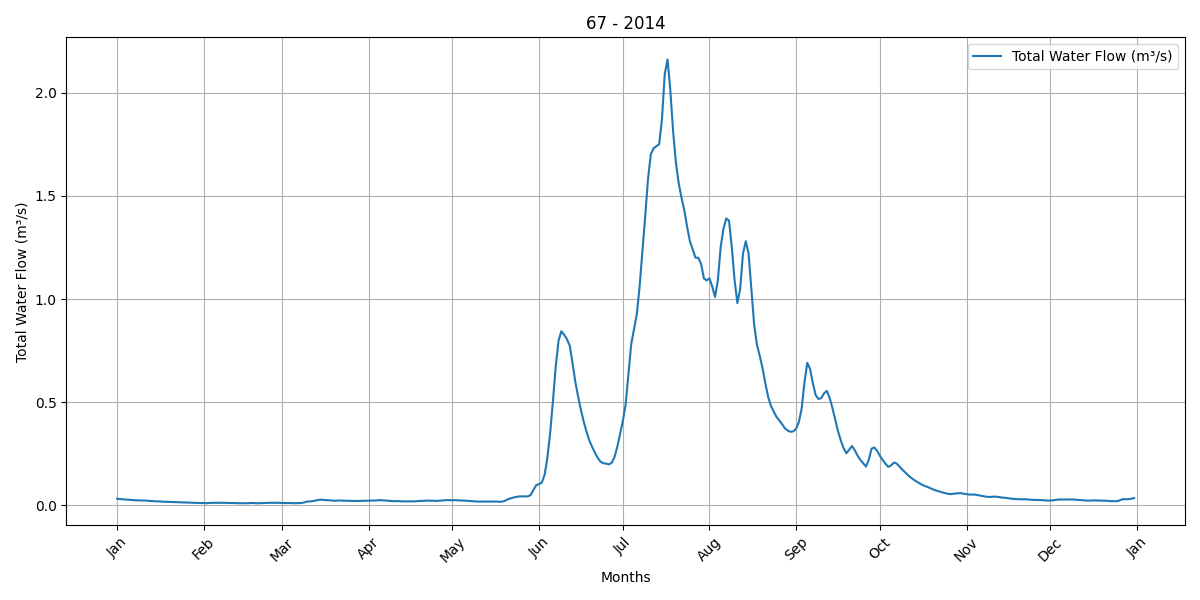 67 - 2014
Total Water Flow (m³/s)
2.0
1.5
1.0
0.5
0.0
Total Water Flow (m³/s)
Jan
Feb
Mar
Apr
May
Jun
Jul
Aug
Sep
Oct
Nov
Dec
Jan
Months